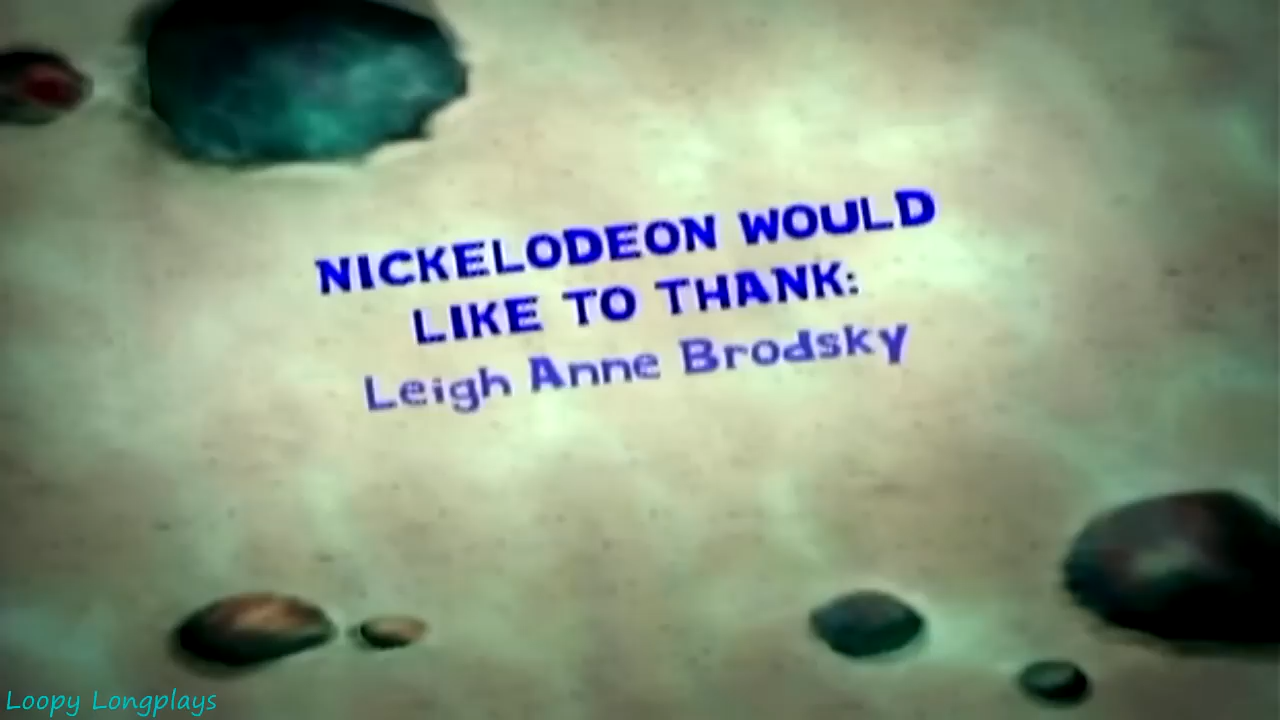 NICKELODEON WOULD
LIKE TO THANK:
Leigh Anne Brodsky
Loopy Longplays